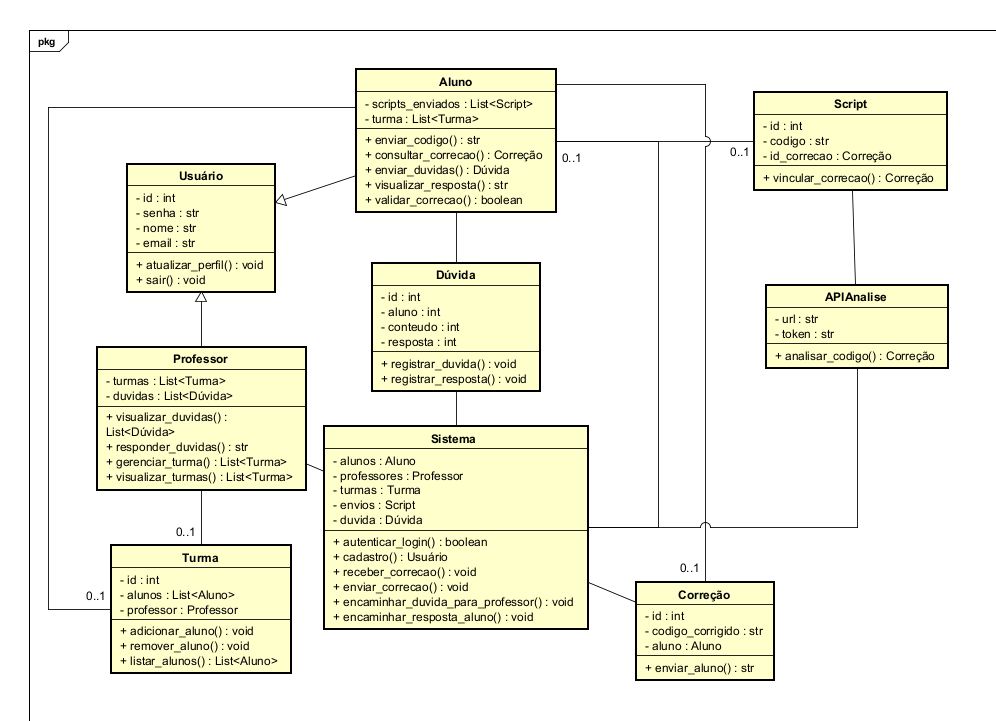 pkg
Aluno
- scripts_enviados : List<Script>
- turma : List<Turma>
+ enviar_codigo() : str
+ consultar_correcao() : Correção
+ enviar_duvidas() : Dúvida
+ visualizar_resposta() : str
+ validar_correcao() : boolean
0..1
0..1
Script
- id : int
- codigo : str
- id_correcao : Correção
+ vincular_correcao() : Correção
Usuário
- id : int
- senha : str
- nome : str
- email : str
+ atualizar_perfil() : void
+ sair() : void
Dúvida
- id : int
- aluno : int
- conteudo : int
- resposta : int
+ registrar_duvida() : void
+ registrar_resposta() : void
APIAnalise
- url : str
- token : str
+ analisar_codigo() : Correção
Professor
- turmas : List<Turma>
- duvidas : List<Dúvida>
+ visualizar_duvidas() :
List<Dúvida>
+ responder_duvidas() : str
+ gerenciar_turma() : List<Turma>
+ visualizar_turmas() : List<Turma>
0..1
Sistema
- alunos : Aluno
- professores : Professor
- turmas : Turma
- envios : Script
- duvida : Dúvida
+ autenticar_login() : boolean
+ cadastro() : Usuário
+ receber_correcao() : void
+ enviar_correcao() : void
+ encaminhar_duvida_para_professor() : void
+ encaminhar_resposta_aluno() : void
0..1
Turma
- id : int
- alunos : List<Aluno>
- professor : Professor
+ adicionar_aluno() : void
+ remover_aluno() : void
+ listar_alunos() : List<Aluno>
0..1
Correção
- id : int
- codigo_corrigido : str
- aluno : Aluno
+ enviar_aluno() : str